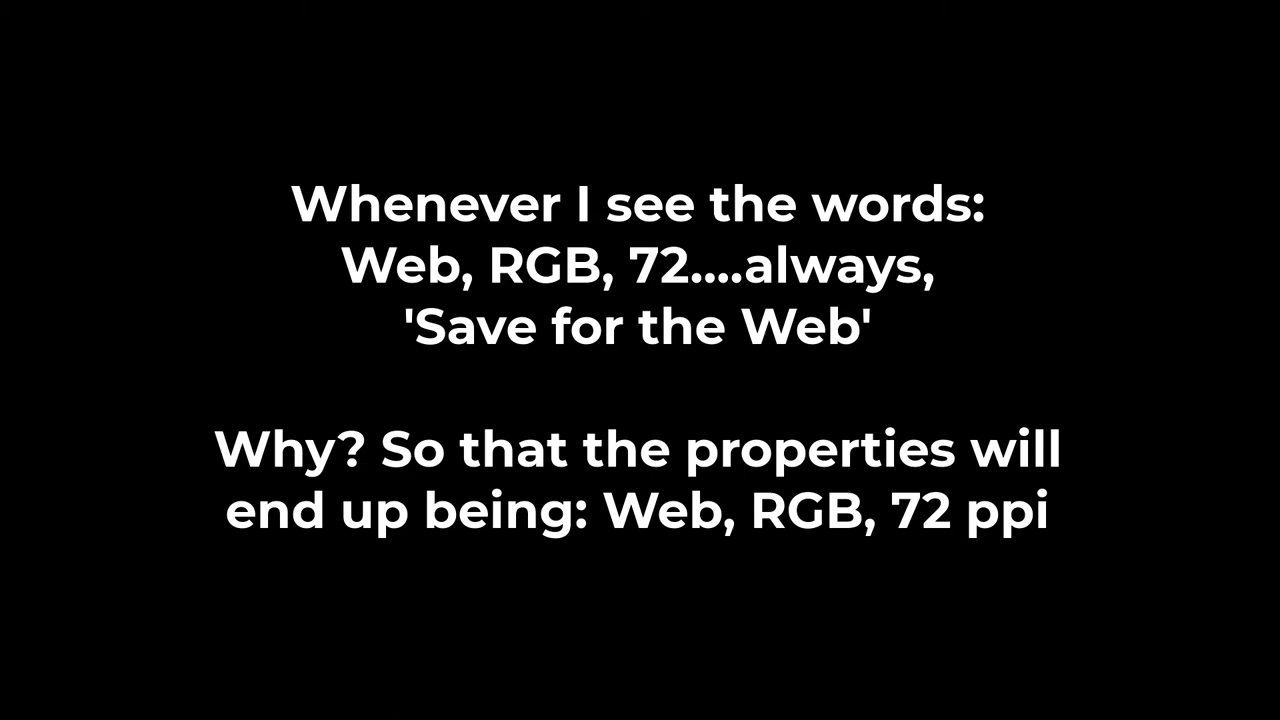 Whenever I see the words:
Web, RGB, 72....always,
'Save for the Web'
Why? So that the properties will
end up being: Web, RGB, 72 ppi